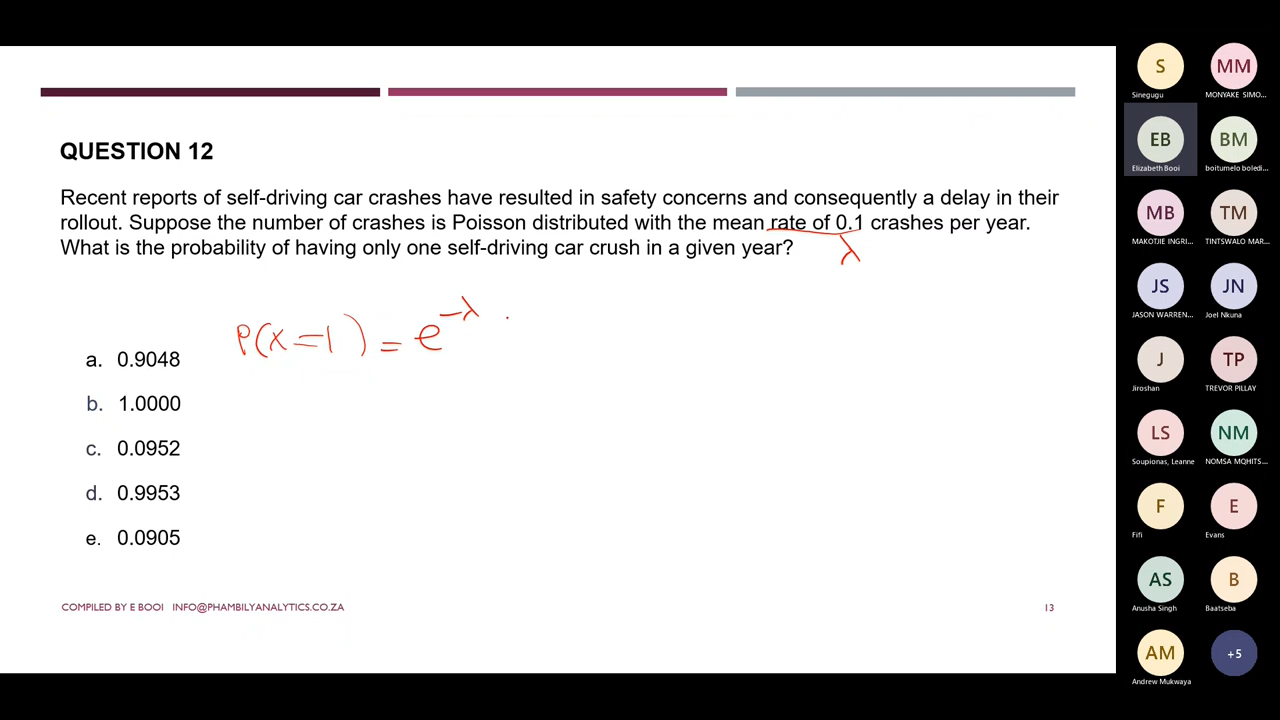 QUESTION 12
Recent reports of self-driving car crashes have resulted in safety concerns and consequently a delay in their
rollout. Suppose the number of crashes is Poisson distributed with the mean rate of 0.1 crashes per year.
What is the probability of having only one self-driving car crush in a given year?
λ
P(x=1) = e^-λ .
a. 0.9048
b. 1.0000
c. 0.0952
d. 0.9953
e. 0.0905
COMPILED BY E BOOI INFO@PHAMBILYANALYTICS.CO.ZA
13
S
Sinegugu
MM
MONYAKE SIMO...
EB
Elizabeth Booi
BM
boitumelo boledi...
MB
MAKOTJIE INGRI...
TM
TINTSWALO MAR...
JS
JASON WARREN...
JN
Joel Nkuna
J
Jiroshan
TP
TREVOR PILLAY
LS
Soupionas, Leanne
NM
NOMSA MQHITS...
F
Fifi
E
Evans
AS
Anusha Singh
B
Baatseba
AM
Andrew Mukwaya
+5